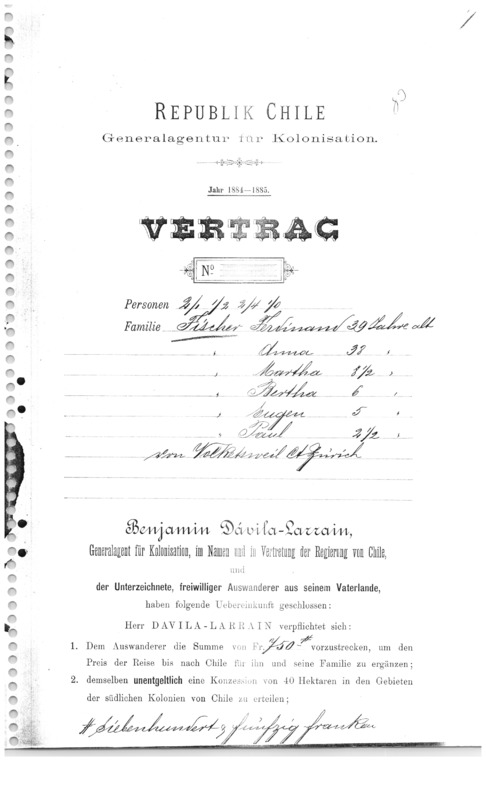 REPUBLIK CHILE
Generalagentur für Kolonisation.
Jahr 1884—1885.
VERTRAG
No
Personen 2/1 1/2 2/4 1/0
Familie Fischer Ferdinand 39 Jahre alt
" Anna 38 "
" Martha 8 1/2 "
" Bertha 6 "
" Eugen 5 "
" Paul 2 1/2 "
von Volketsweil Ct Zürich
Benjamin Dávila-Larrain,
Generalagent für Kolonisation, im Namen und in Vertretung der Regierung von Chile,
und
der Unterzeichnete, freiwilliger Auswanderer aus seinem Vaterlande,
haben folgende Uebereinkunft geschlossen:
Herr DAVILA-LARRAIN verpflichtet sich:
1. Dem Auswanderer die Summe von Fr. 750 # vorzustrecken, um den
Preis der Reise bis nach Chile für ihn und seine Familie zu ergänzen;
2. demselben unentgeltlich eine Konzession von 40 Hektaren in den Gebieten
der südlichen Kolonien von Chile zu erteilen;
# Siebenhundert & fünfzig franken